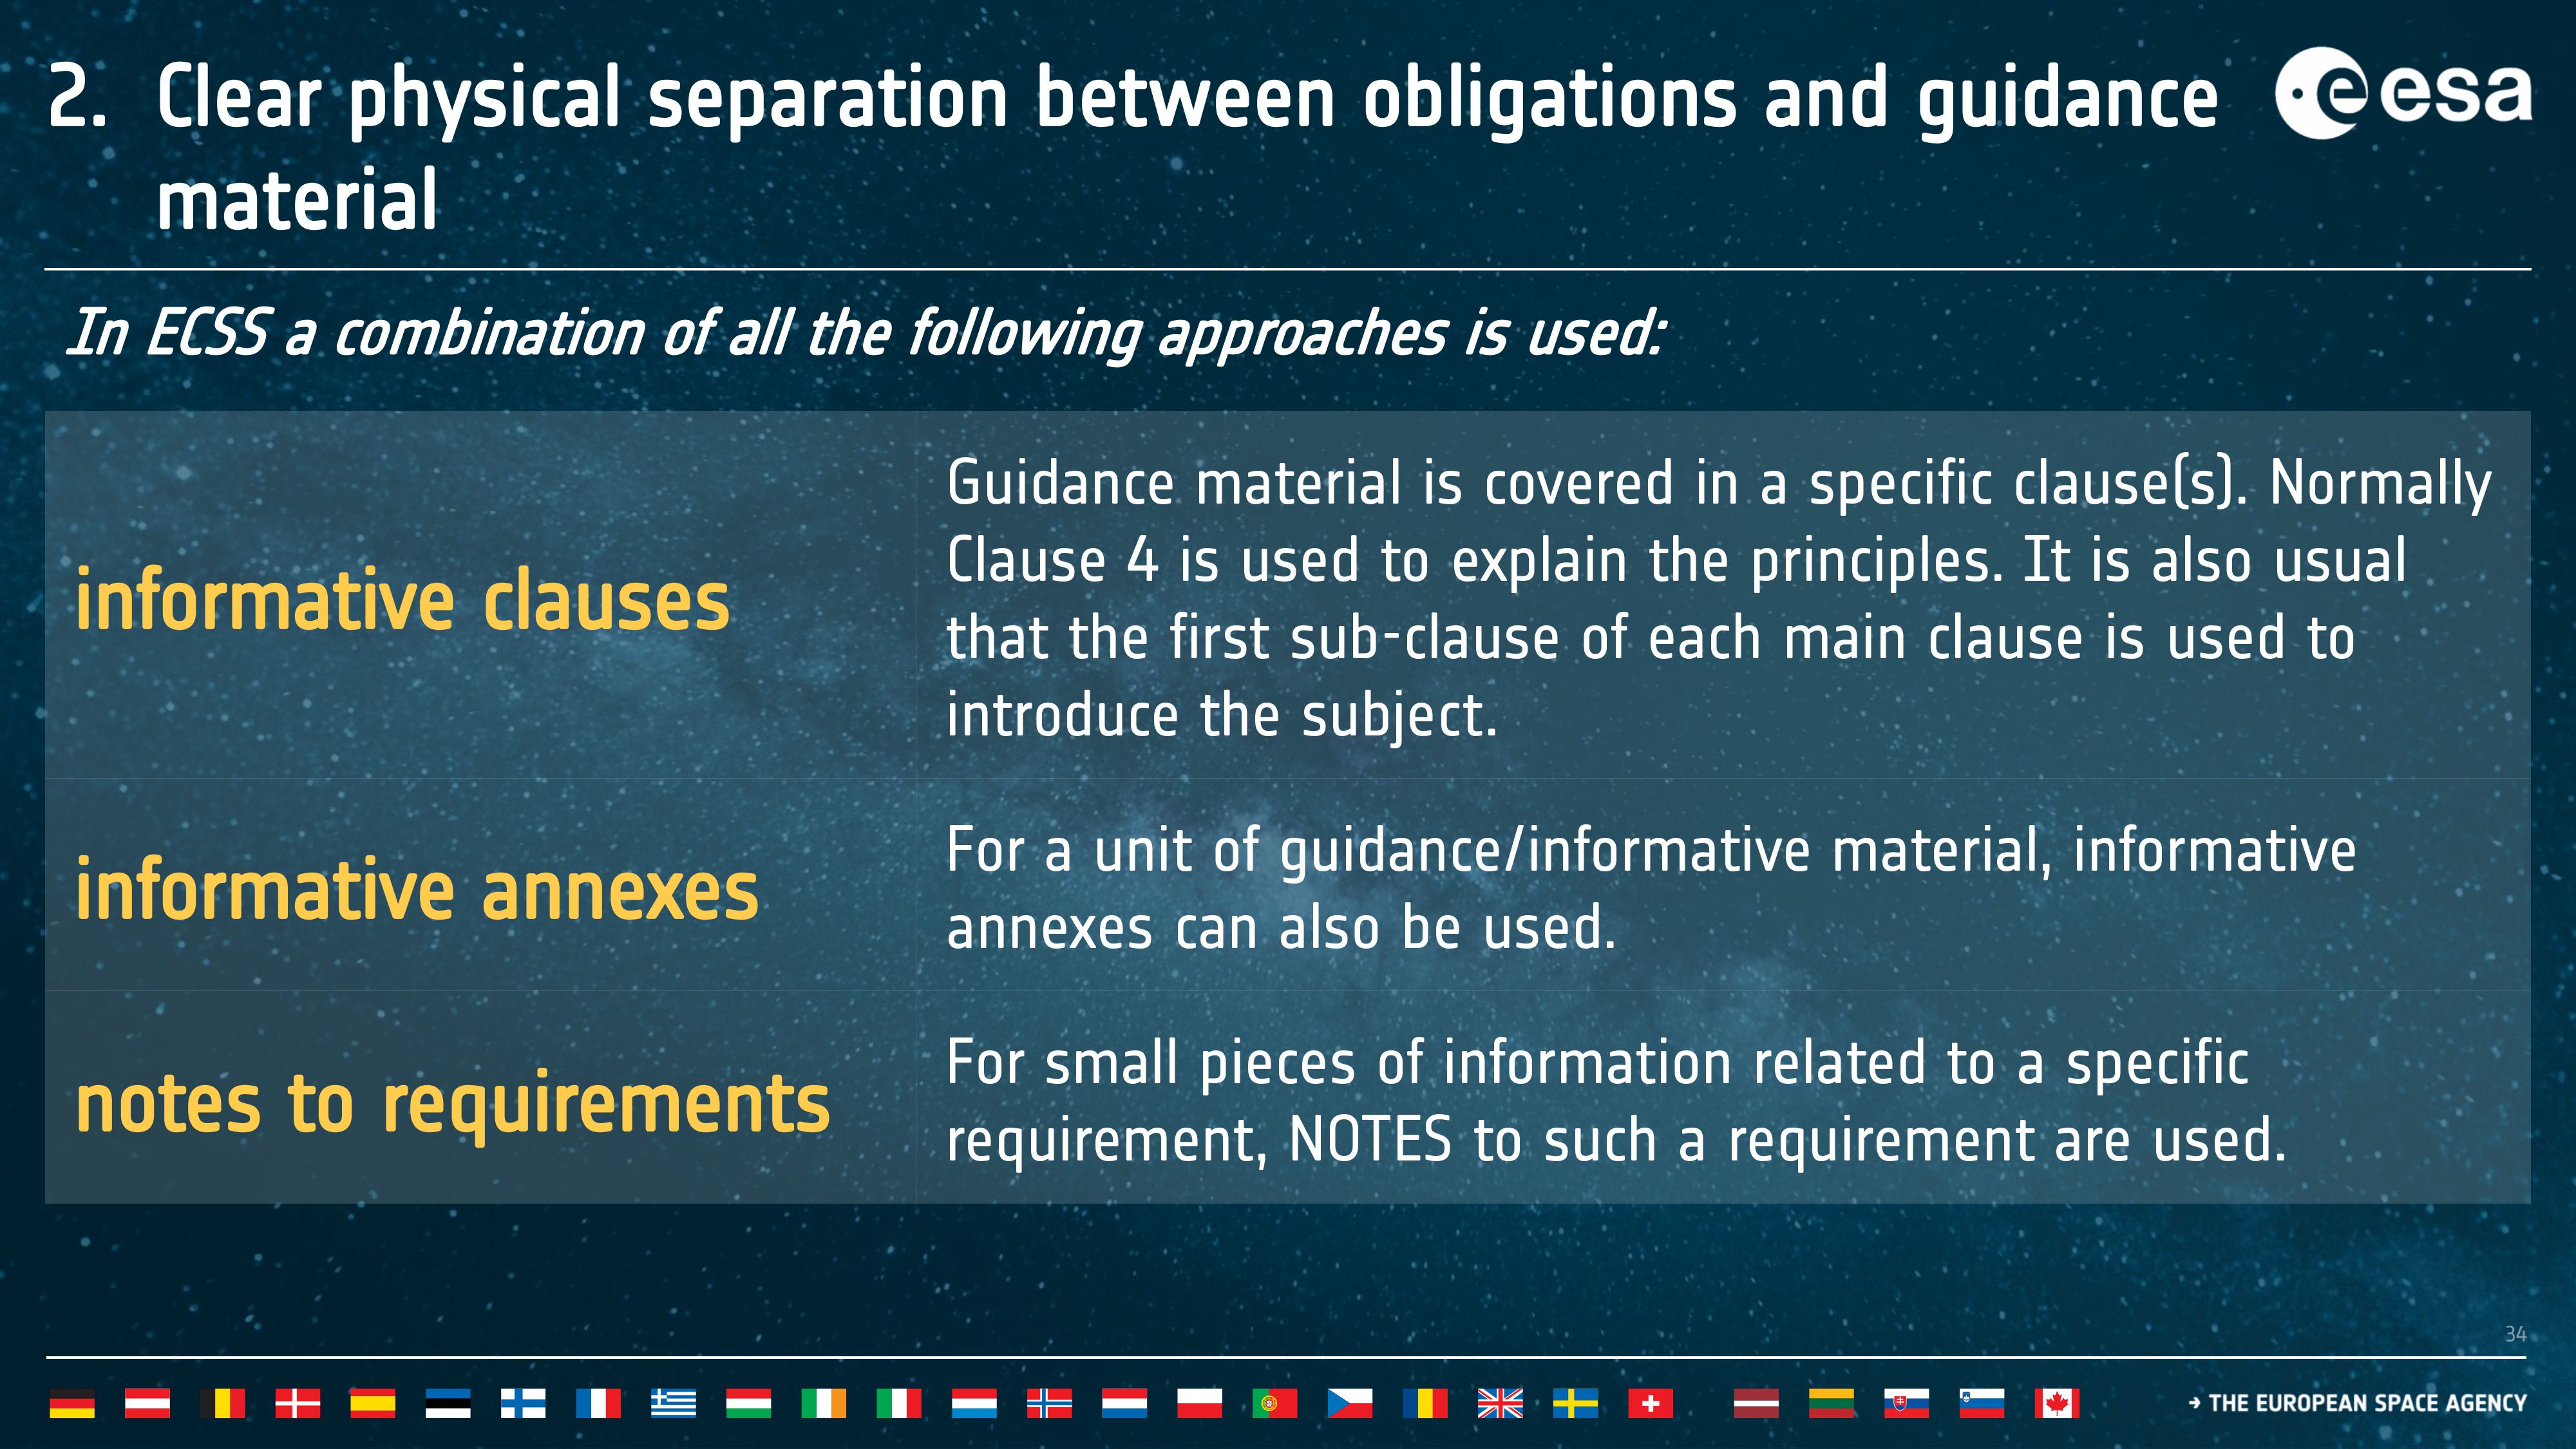 2. Clear physical separation between obligations and guidance
material
esa
In ECSS a combination of all the following approaches is used:
informative clauses
Guidance material is covered in a specific clause(s). Normally
Clause 4 is used to explain the principles. It is also usual
that the first sub-clause of each main clause is used to
introduce the subject.
informative annexes
For a unit of guidance/informative material, informative
annexes can also be used.
notes to requirements
For small pieces of information related to a specific
requirement, NOTES to such a requirement are used.
34
→ THE EUROPEAN SPACE AGENCY